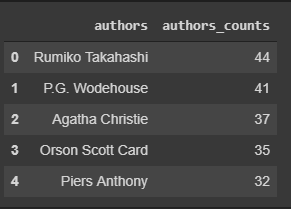 authors authors_counts
0 Rumiko Takahashi 44
1 P.G. Wodehouse 41
2 Agatha Christie 37
3 Orson Scott Card 35
4 Piers Anthony 32